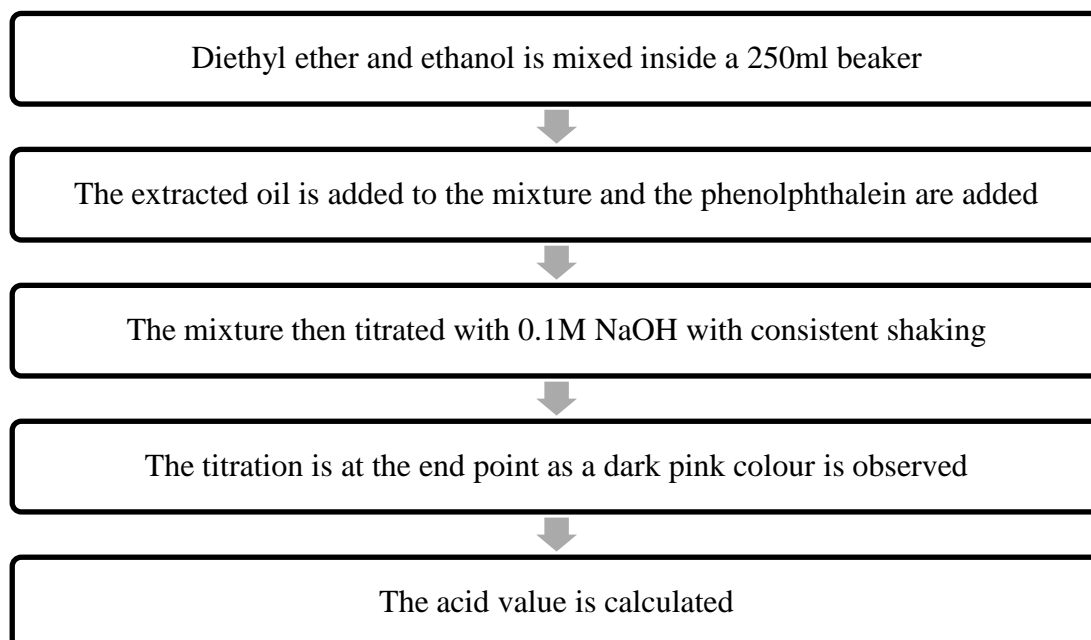 Diethyl ether and ethanol is mixed inside a 250ml beaker
The extracted oil is added to the mixture and the phenolphthalein are added
The mixture then titrated with 0.1M NaOH with consistent shaking
The titration is at the end point as a dark pink colour is observed
The acid value is calculated